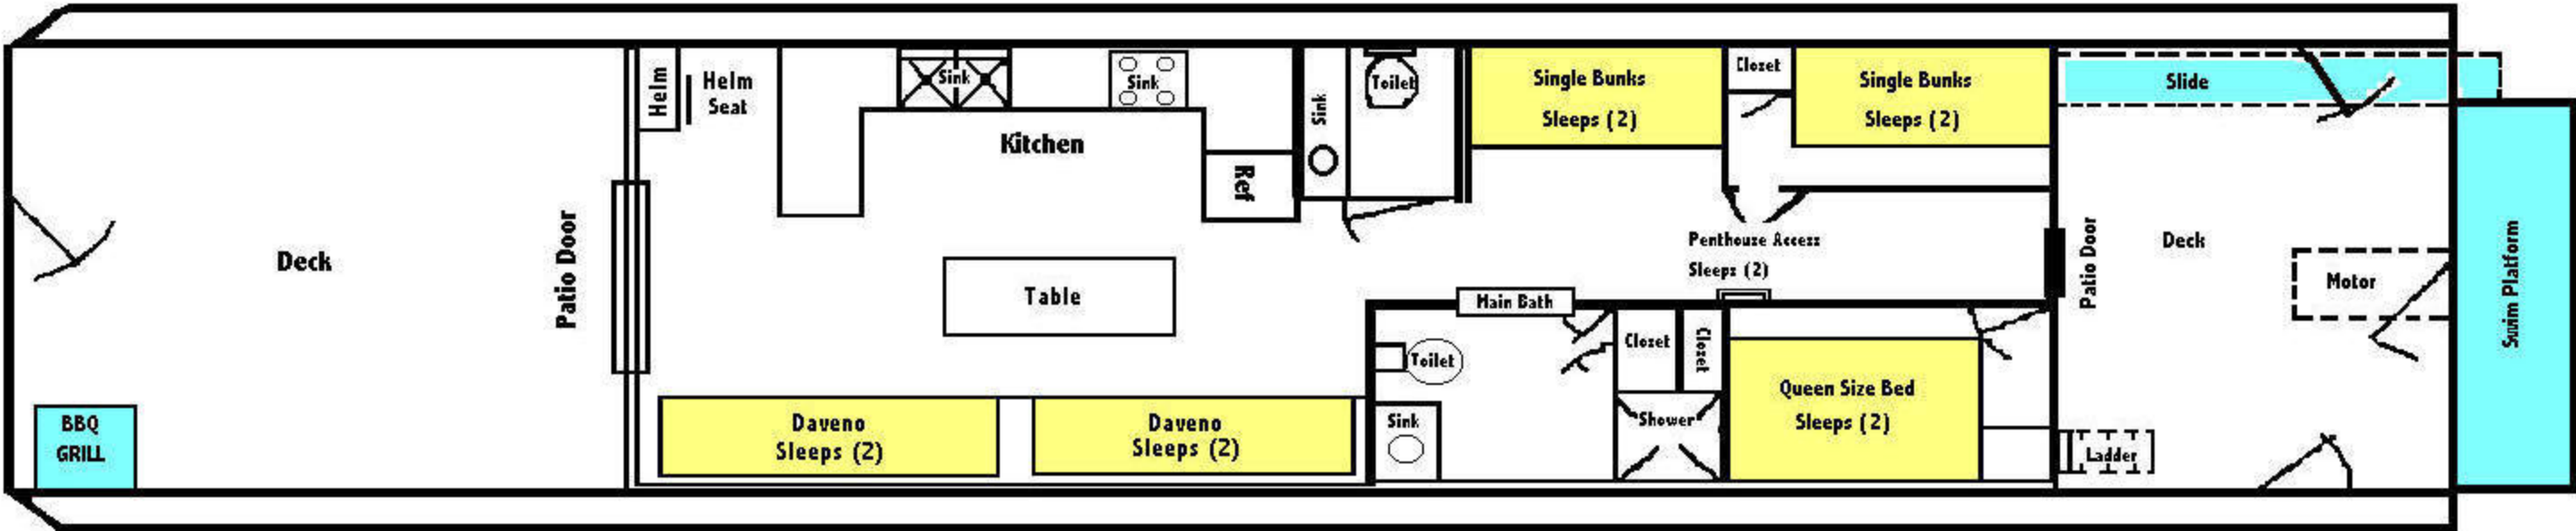 Deck
BBQ
GRILL
Patio Door
Helm
Helm
Seat
Sink
Sink
Kitchen
Ref
Table
Daveno
Sleeps (2)
Daveno
Sleeps (2)
Sink
Toilet
Single Bunks
Sleeps (2)
Closet
Single Bunks
Sleeps (2)
Penthouse Access
Sleeps (2)
Main Bath
Toilet
Sink
Closet
Closet
Shower
Queen Size Bed
Sleeps (2)
Patio Door
Slide
Deck
Motor
Ladder
Swim Platform